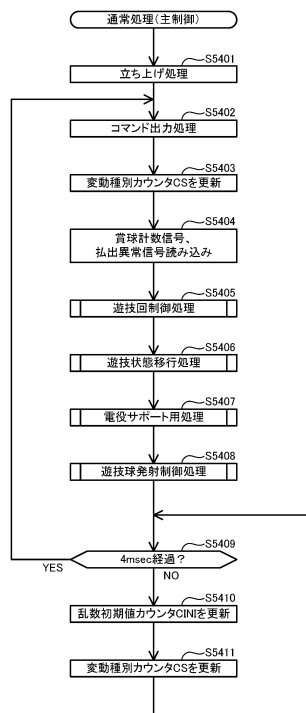 通常処理(主制御)
S5401
立ち上げ処理
S5402
コマンド出力処理
S5403
変動種別カウンタCSを更新
S5404
賞球計数信号、
払出異常信号読み込み
S5405
遊技回制御処理
S5406
遊技状態移行処理
S5407
電役サポート用処理
S5408
遊技球発射制御処理
S5409
4msec経過?
YES
NO
S5410
乱数初期値カウンタCINIを更新
S5411
変動種別カウンタCSを更新